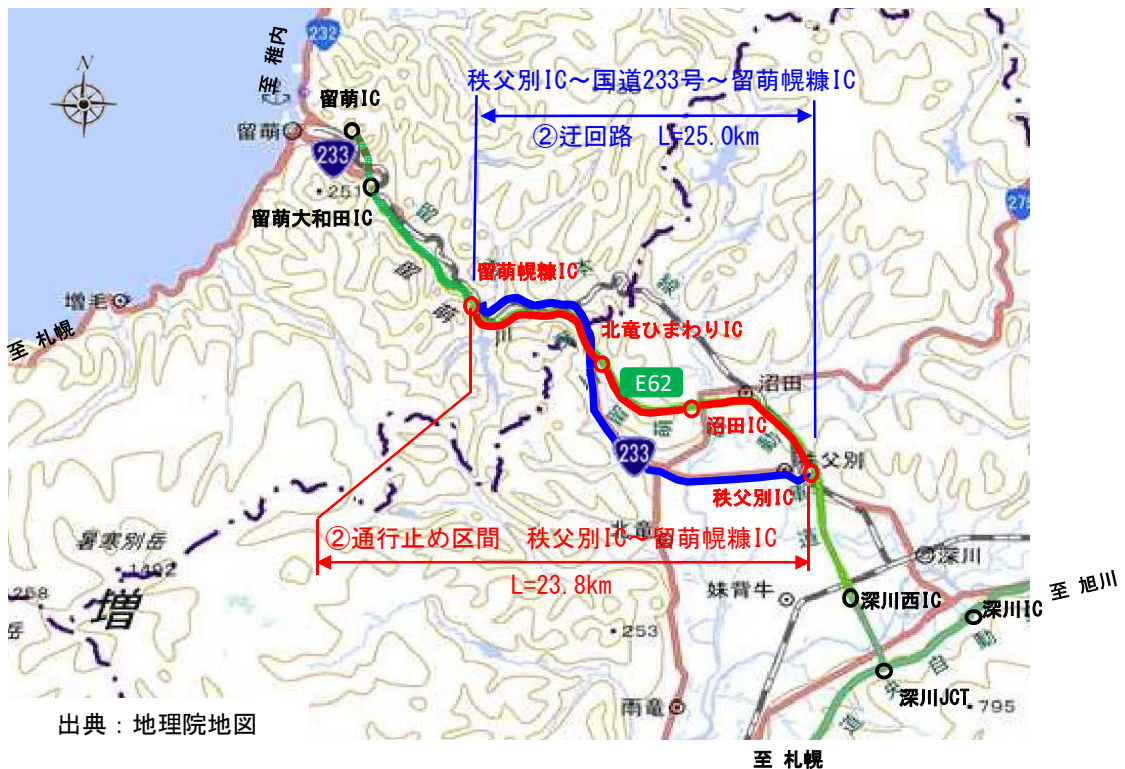 N
232
至 稚内
秩父別IC～国道233号～留萌幌糠IC
②迂回路 L=25.0km
留萌IC
留萌
233
251
留萌大和田IC
275
留萌幌糠IC
増毛
至 札幌
北竜ひまわりIC
E62
沼田
沼田IC
233
秩父別
秩父別IC
北竜
②通行止め区間 秩父別IC～留萌幌糠IC
L=23.8km
暑寒別岳
1492
258
増
岳
深川
妹背牛
深川西IC
深川IC
至 旭川
253
深川JCT
795
雨竜
出典：地理院地図
至 札幌